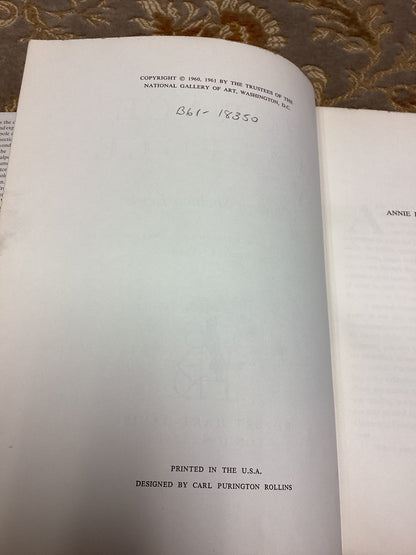 COPYRIGHT © 1960, 1961 BY THE TRUSTEES OF THE
NATIONAL GALLERY OF ART, WASHINGTON, D.C.
B61- 18350
PRINTED IN THE U.S.A.
DESIGNED BY CARL PURINGTON ROLLINS
ANNIE